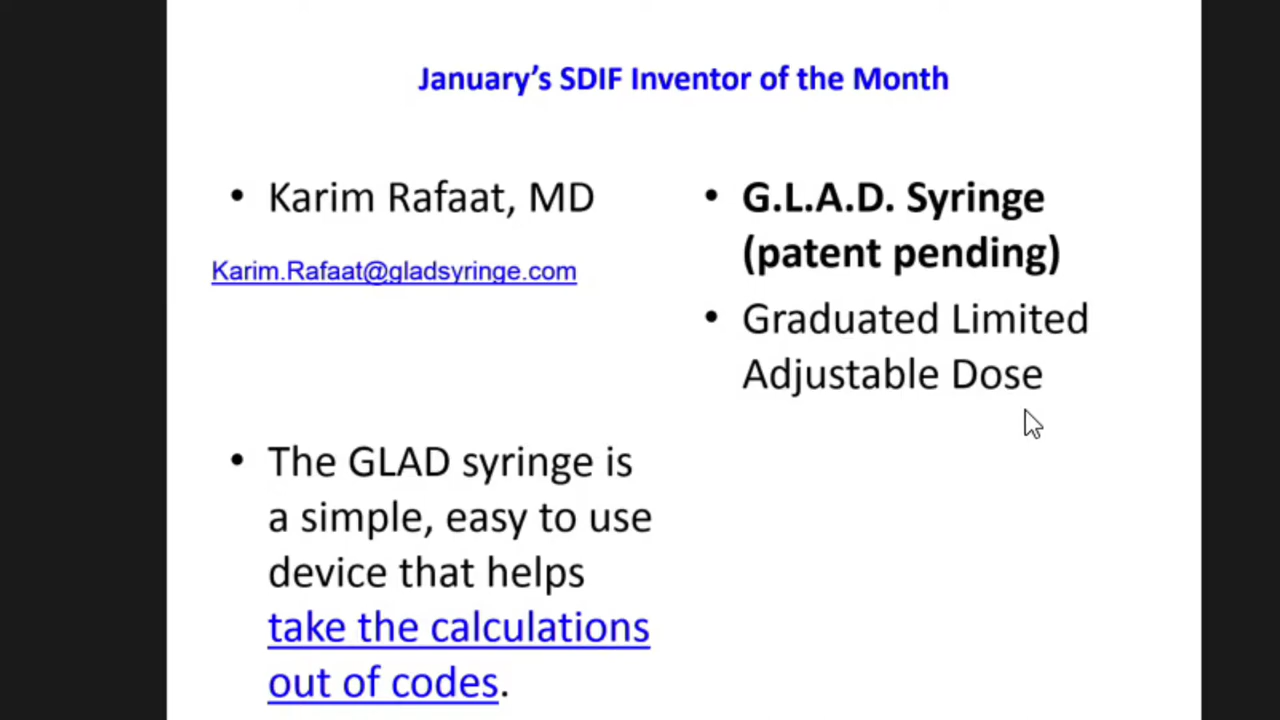 January's SDIF Inventor of the Month
• Karim Rafaat, MD
Karim.Rafaat@gladsyringe.com
• The GLAD syringe is
a simple, easy to use
device that helps
take the calculations
out of codes.
• G.L.A.D. Syringe
(patent pending)
• Graduated Limited
Adjustable Dose